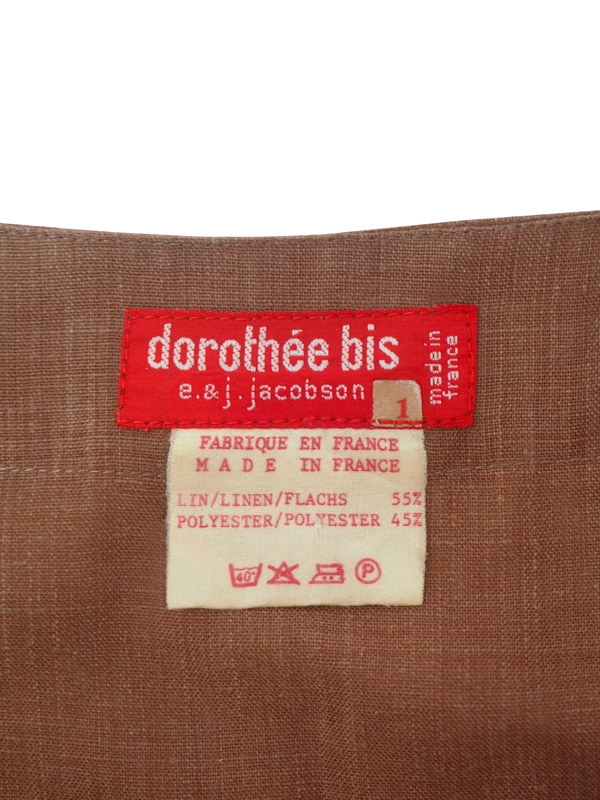 dorothée bis
e.&j.jacobson
made in
france
1
FABRIQUE EN FRANCE
MADE IN FRANCE
LIN/LINEN/FLACHS 55%
POLYESTER/POLYESTER 45%
40° P